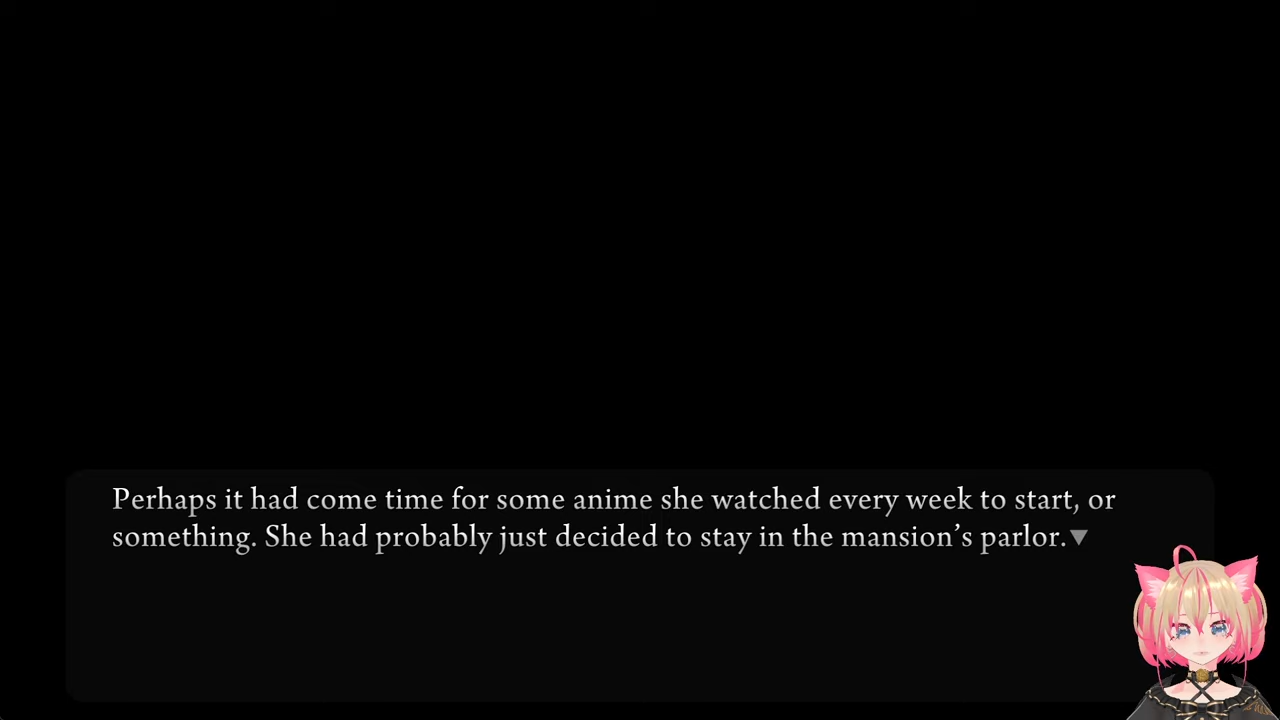 Perhaps it had come time for some anime she watched every week to start, or
something. She had probably just decided to stay in the mansion’s parlor.